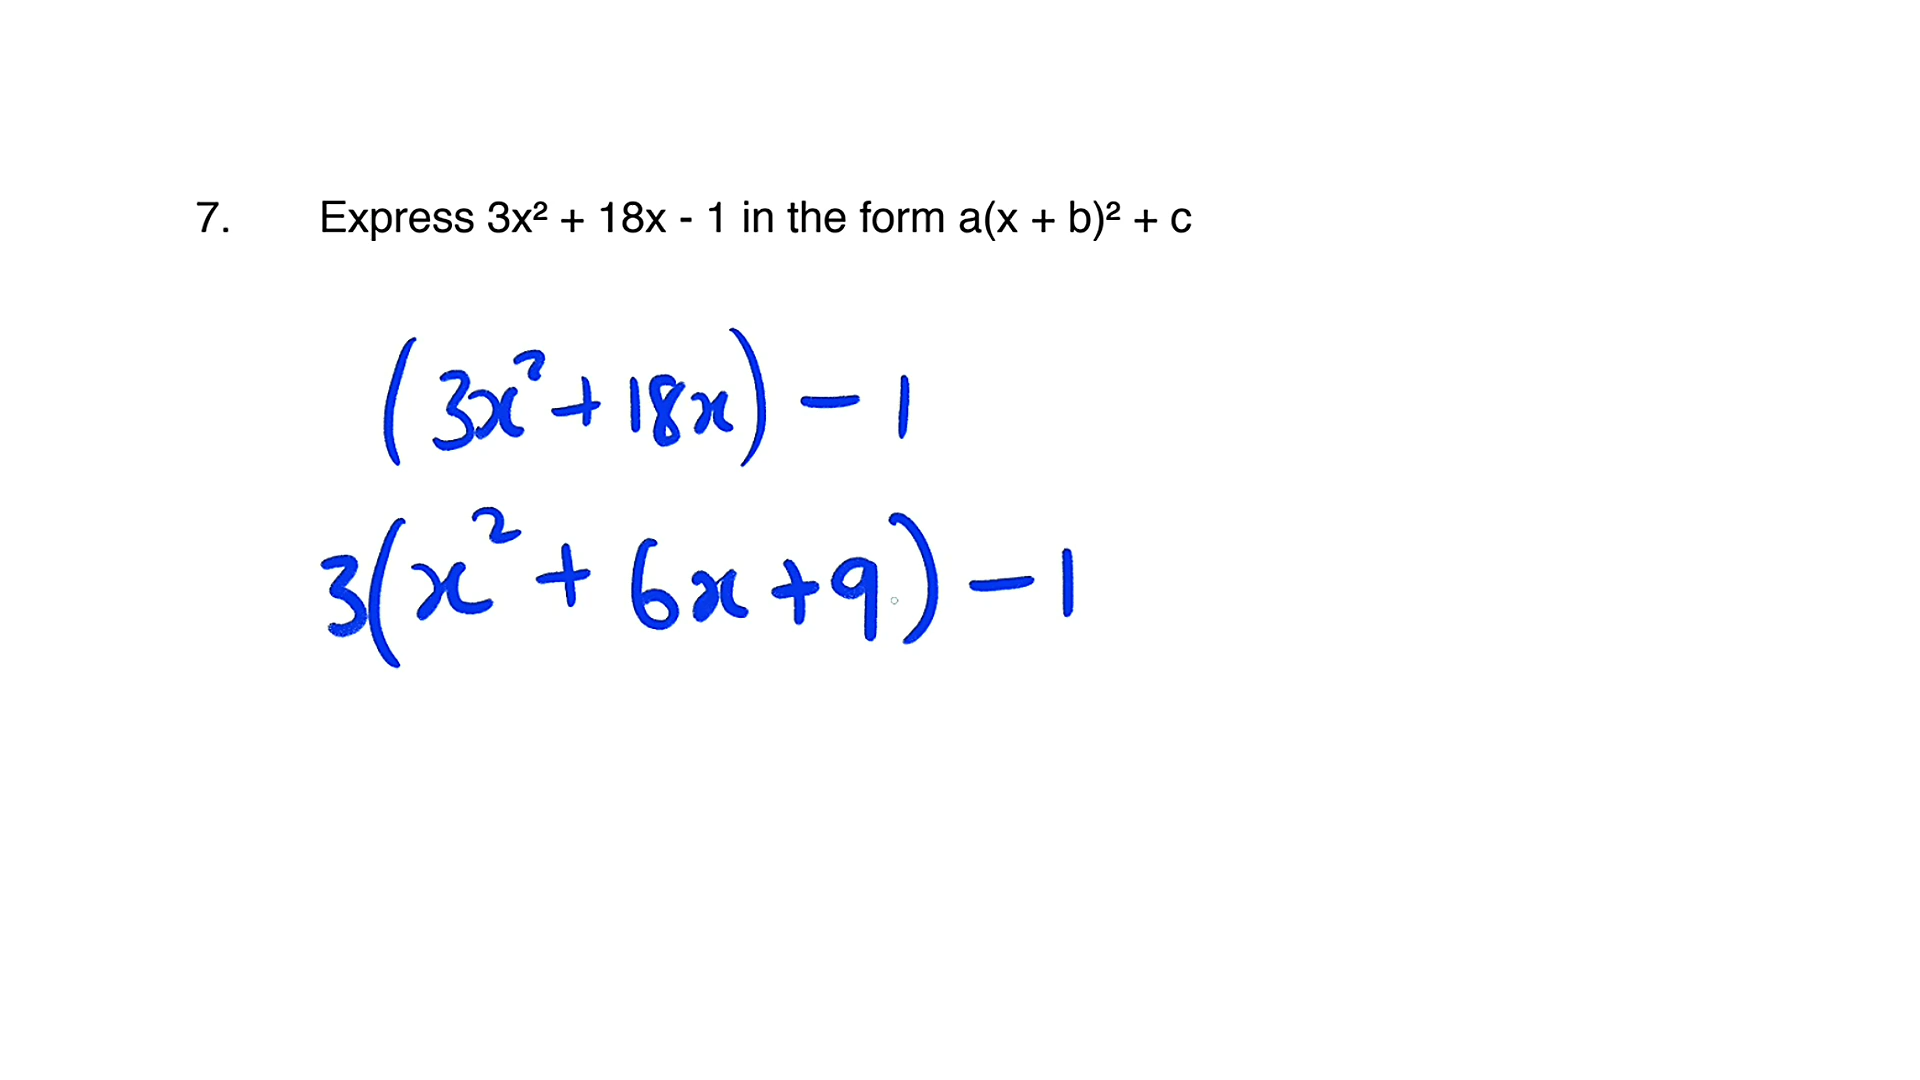 7. Express 3x² + 18x - 1 in the form a(x + b)² + c
(3x² + 18x) - 1
3(x² + 6x + 9) - 1